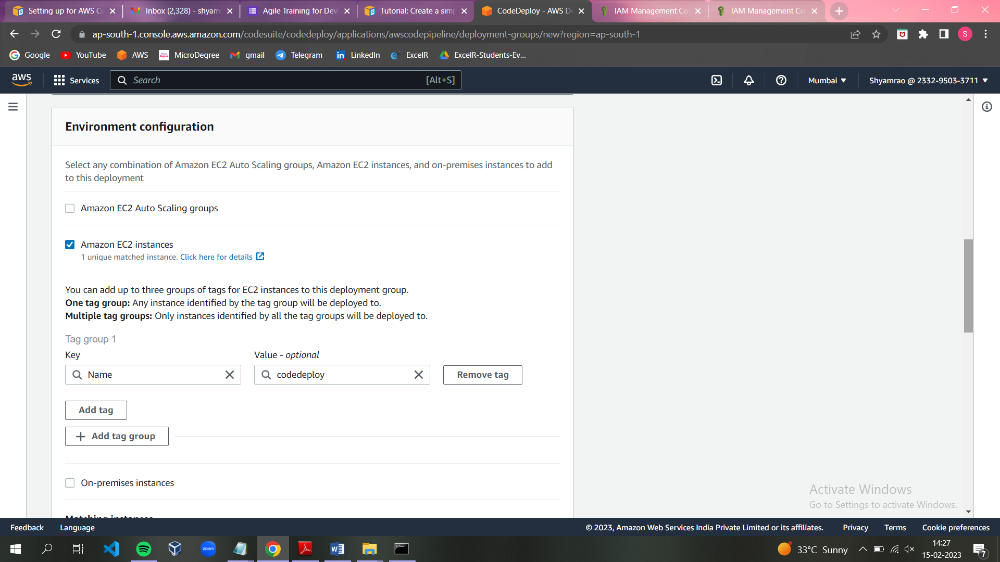 Setting up for AWS Co
Inbox (2,328) - shyam
Agile Training for Dev
Tutorial: Create a simp
CodeDeploy - AWS De
IAM Management Co
IAM Management Co
ap-south-1.console.aws.amazon.com/codesuite/codedeploy/applications/awscodepipeline/deployment-groups/new?region=ap-south-1
S
Google
YouTube
AWS
MicroDegree
gmail
Telegram
LinkedIn
ExcelR
ExcelR-Students-Ev...
aws
Services
Search
[Alt+S]
Mumbai
Shyamrao @ 2332-9503-3711
Environment configuration
Select any combination of Amazon EC2 Auto Scaling groups, Amazon EC2 instances, and on-premises instances to add
to this deployment
Amazon EC2 Auto Scaling groups
Amazon EC2 instances
1 unique matched instance. Click here for details
You can add up to three groups of tags for EC2 instances to this deployment group.
One tag group: Any instance identified by the tag group will be deployed to.
Multiple tag groups: Only instances identified by all the tag groups will be deployed to.
Tag group 1
Key
Value - optional
Name
codedeploy
Remove tag
Add tag
Add tag group
On-premises instances
Matching instances
Activate Windows
Go to Settings to activate Windows.
Feedback
Language
© 2023, Amazon Web Services India Private Limited or its affiliates.
Privacy
Terms
Cookie preferences
zoom
33°C Sunny
14:27
15-02-2023
7